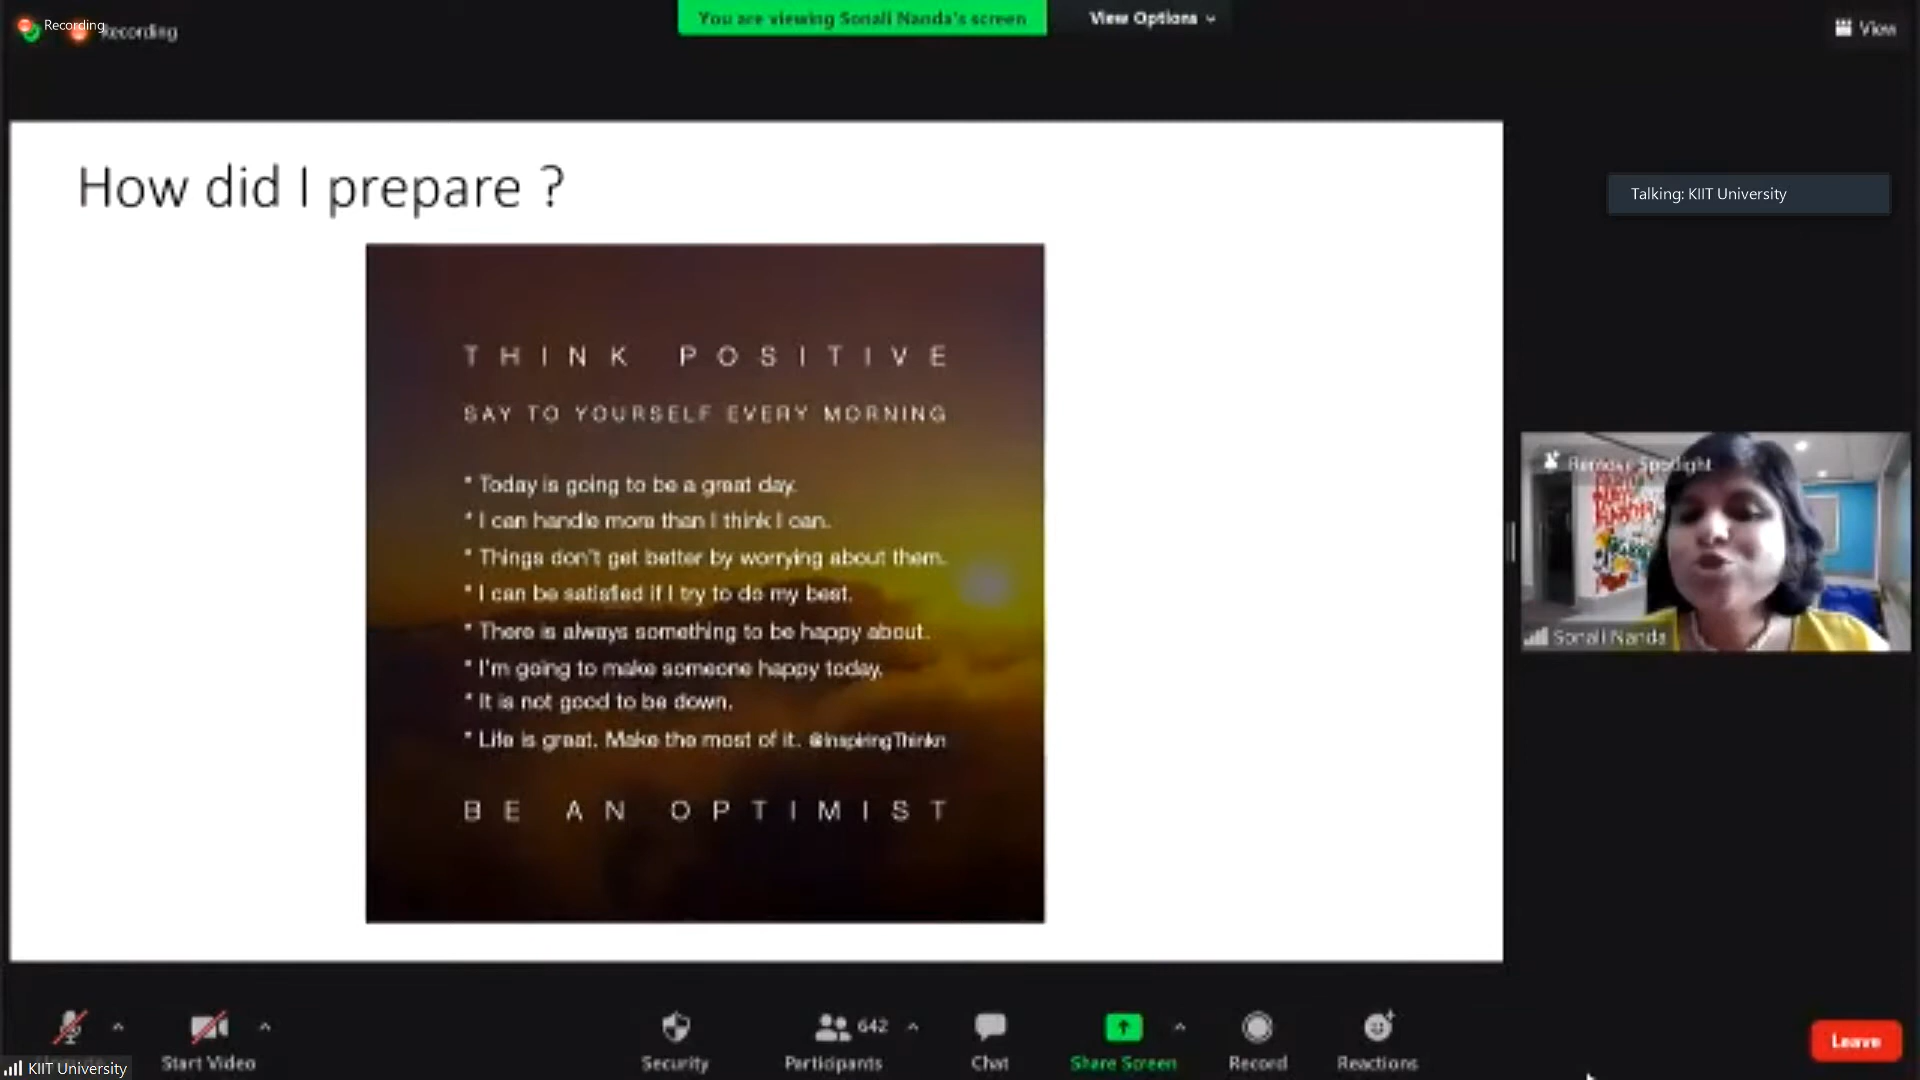 Recording
Recording
You are viewing Sonali Nanda's screen
View Options
View
How did I prepare ?
Talking: KIIT University
THINK POSITIVE
SAY TO YOURSELF EVERY MORNING
* Today is going to be a great day.
* I can handle more than I think I can.
* Things don't get better by worrying about them.
* I can be satisfied if I try to do my best.
* There is always something to be happy about.
* I'm going to make someone happy today.
* It is not good to be down.
* Life is great. Make the most of it. @InspiringThinkn
BE AN OPTIMIST
Remove Spotlight
Sonali Nanda
Start Video
Security
642
Participants
Chat
Share Screen
Record
Reactions
Leave
KIIT University